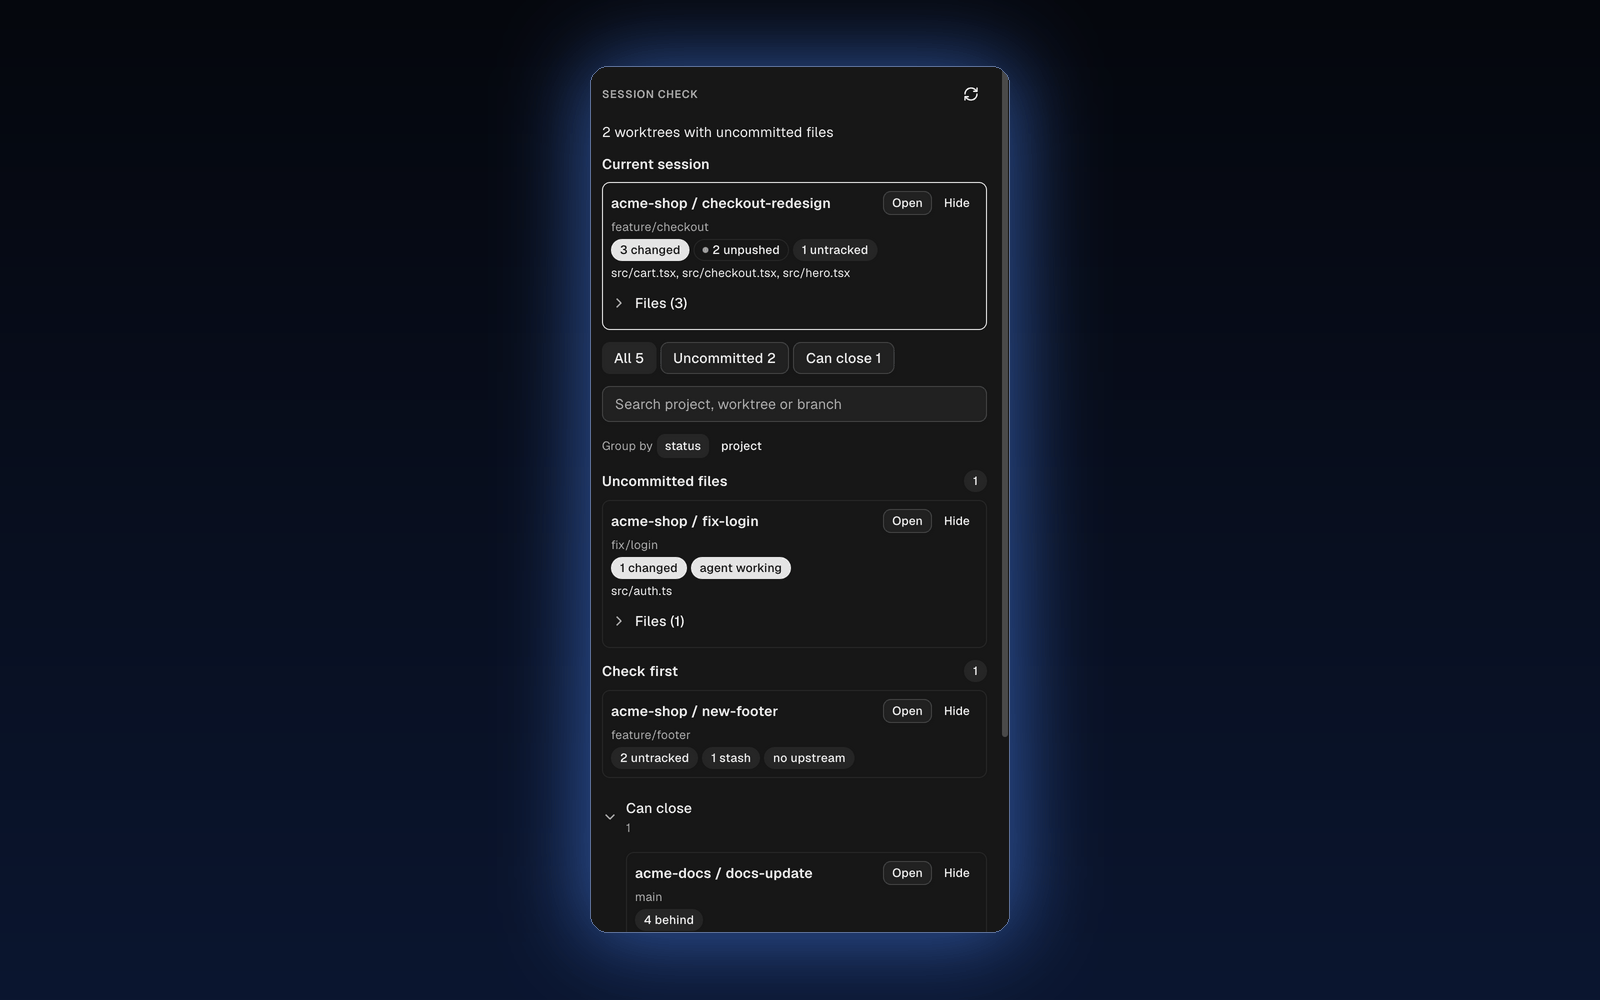 SESSION CHECK
2 worktrees with uncommitted files
Current session
acme-shop / checkout-redesign Open Hide
feature/checkout
3 changed 2 unpushed 1 untracked
src/cart.tsx, src/checkout.tsx, src/hero.tsx
Files (3)
All 5 Uncommitted 2 Can close 1
Search project, worktree or branch
Group by status project
Uncommitted files 1
acme-shop / fix-login Open Hide
fix/login
1 changed agent working
src/auth.ts
Files (1)
Check first 1
acme-shop / new-footer Open Hide
feature/footer
2 untracked 1 stash no upstream
Can close
1
acme-docs / docs-update Open Hide
main
4 behind